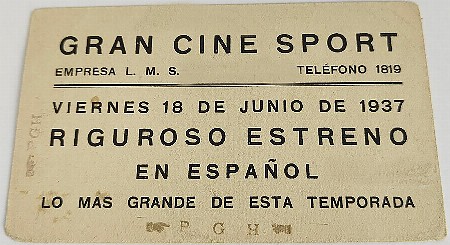 GRAN CINE SPORT
EMPRESA L. M. S. TELÉFONO 1819
VIERNES 18 DE JUNIO DE 1937
RIGUROSO ESTRENO
EN ESPAÑOL
LO MAS GRANDE DE ESTA TEMPORADA
P G H
P G H